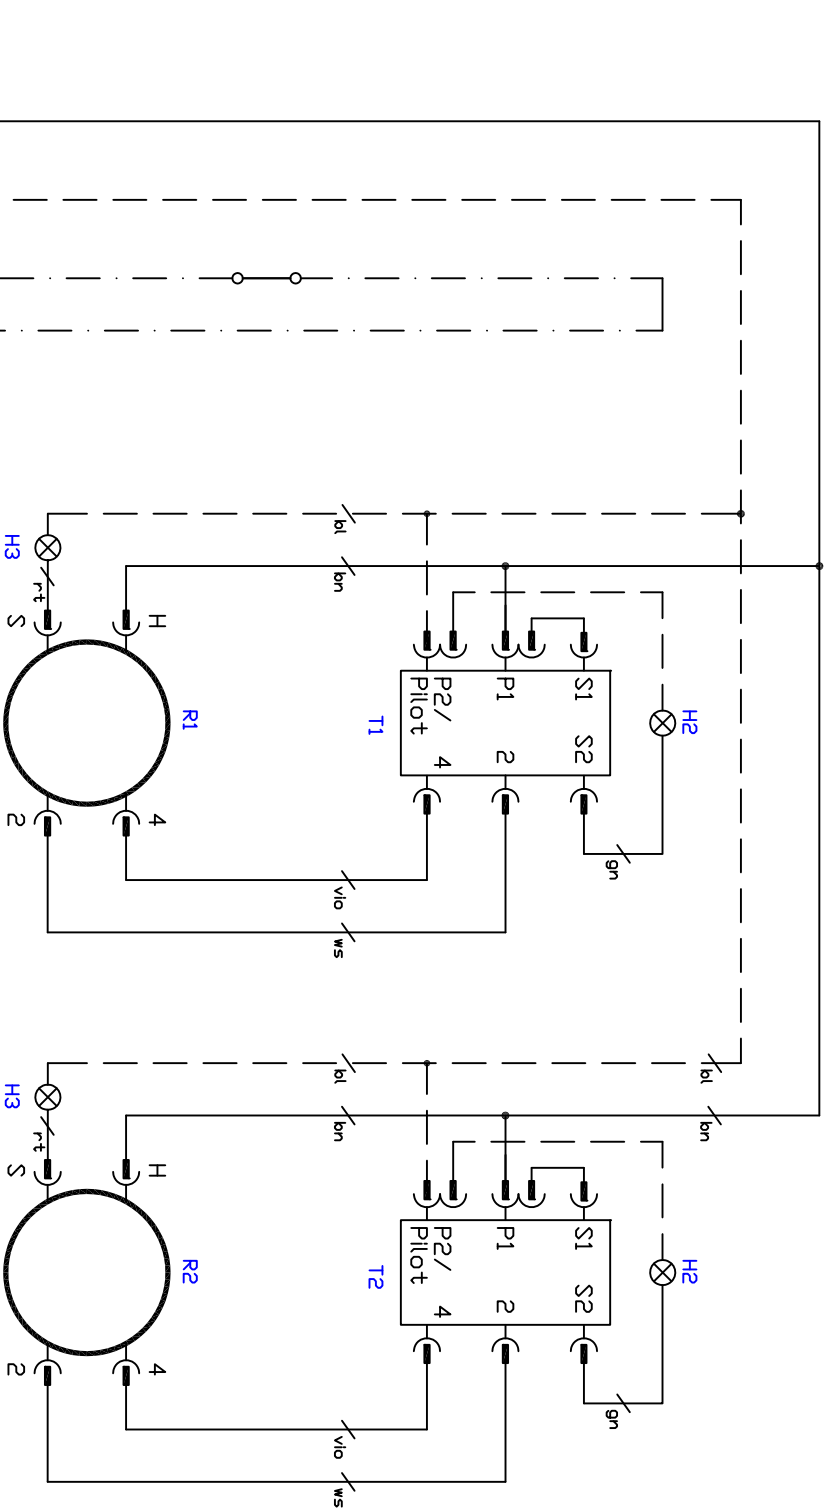 H2
gn
S1
S2
P1
2
P2/
Pilot
4
T1
bl
bn
vio
ws
R1
H
4
rt
S
2
H3
bl
bn
H2
gn
S1
S2
P1
2
P2/
Pilot
4
T2
bl
bn
vio
ws
R2
H
4
rt
S
2
H3